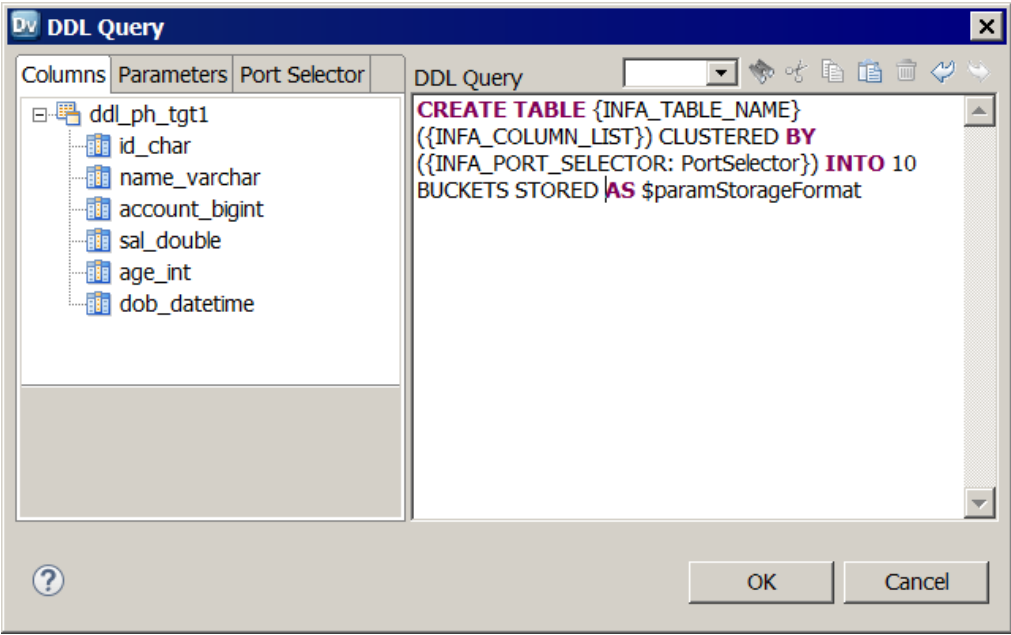 Dv DDL Query
Columns Parameters Port Selector
ddl_ph_tgt1
id_char
name_varchar
account_bigint
sal_double
age_int
dob_datetime
DDL Query
CREATE TABLE {INFA_TABLE_NAME}
({INFA_COLUMN_LIST}) CLUSTERED BY
({INFA_PORT_SELECTOR: PortSelector}) INTO 10
BUCKETS STORED AS $paramStorageFormat
?
OK Cancel